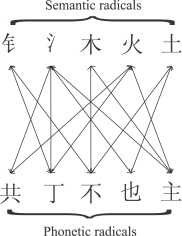 Semantic radicals
钅 氵 木 火 土
共 丁 不 也 主
Phonetic radicals